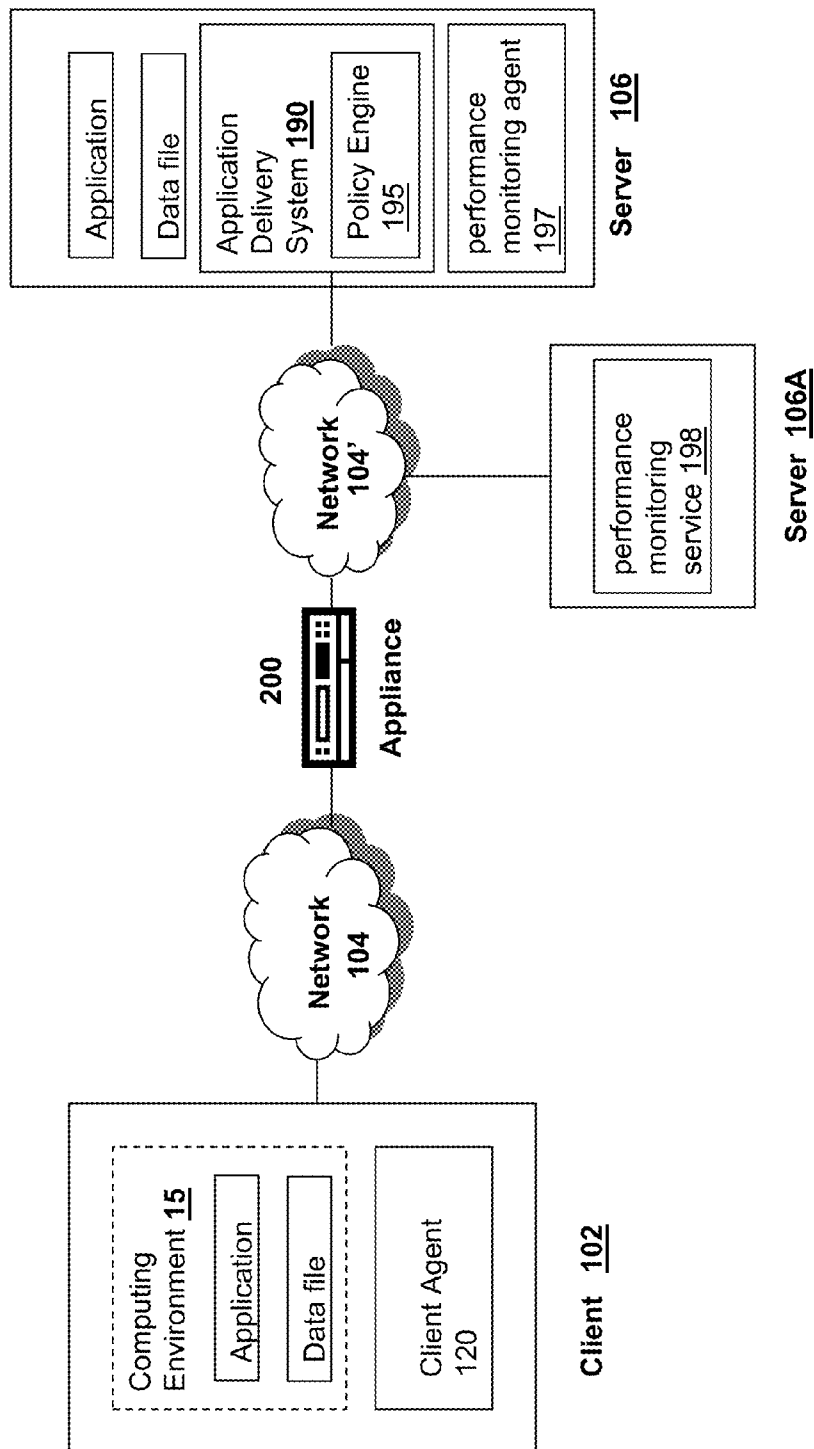 Computing
Environment 15
Application
Data file
Client Agent
120
Client 102
Network
104
200
Appliance
Network
104'
Application
Data file
Application
Delivery
System 190
Policy Engine
195
performance
monitoring agent
197
Server 106
performance
monitoring
service 198
Server 106A